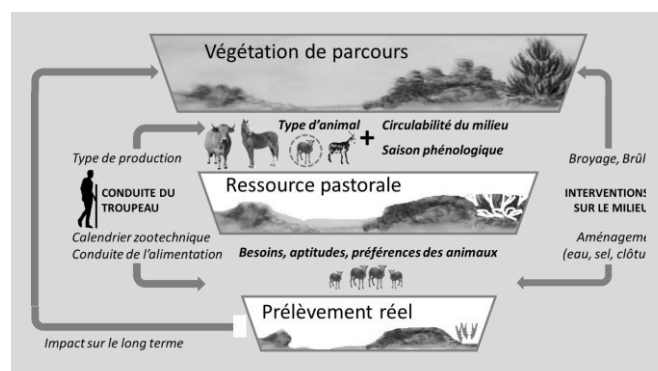 Végétation de parcours
Type d'animal
+
Circulabilité du milieu
Saison phénologique
Type de production
CONDUITE DU
TROUPEAU
Calendrier zootechnique
Conduite de l'alimentation
Ressource pastorale
Besoins, aptitudes, préférences des animaux
Prélèvement réel
Impact sur le long terme
Broyage, Brûl
INTERVENTIONS
SUR LE MILIEU
Aménageme
(eau, sel, clôtu